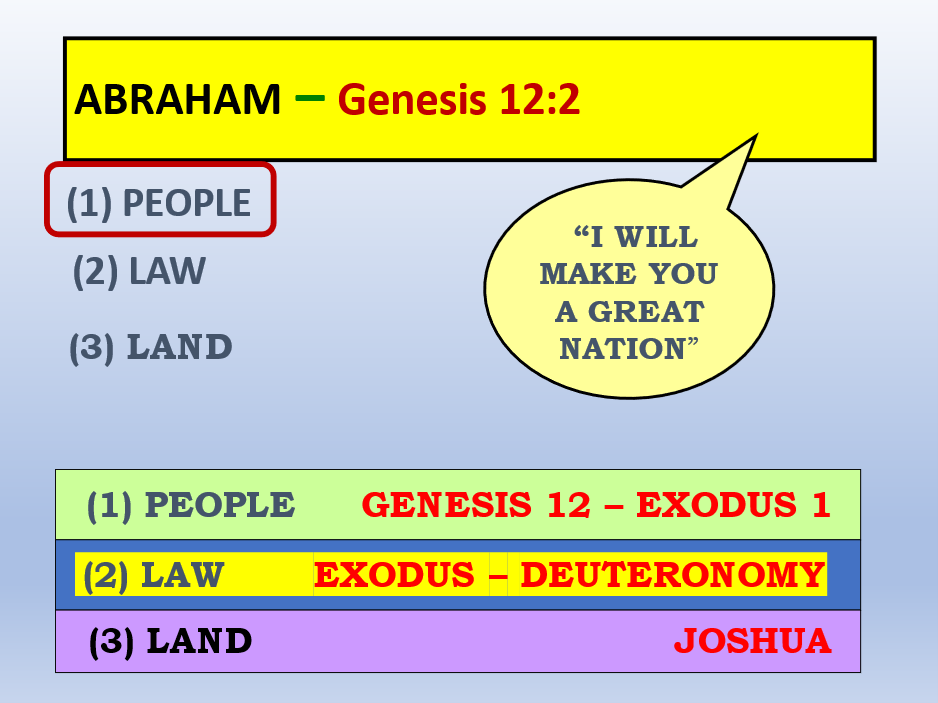 ABRAHAM – Genesis 12:2
(1) PEOPLE
(2) LAW
(3) LAND
“I WILL
MAKE YOU
A GREAT
NATION”
(1) PEOPLE GENESIS 12 – EXODUS 1
(2) LAW EXODUS – DEUTERONOMY
(3) LAND JOSHUA